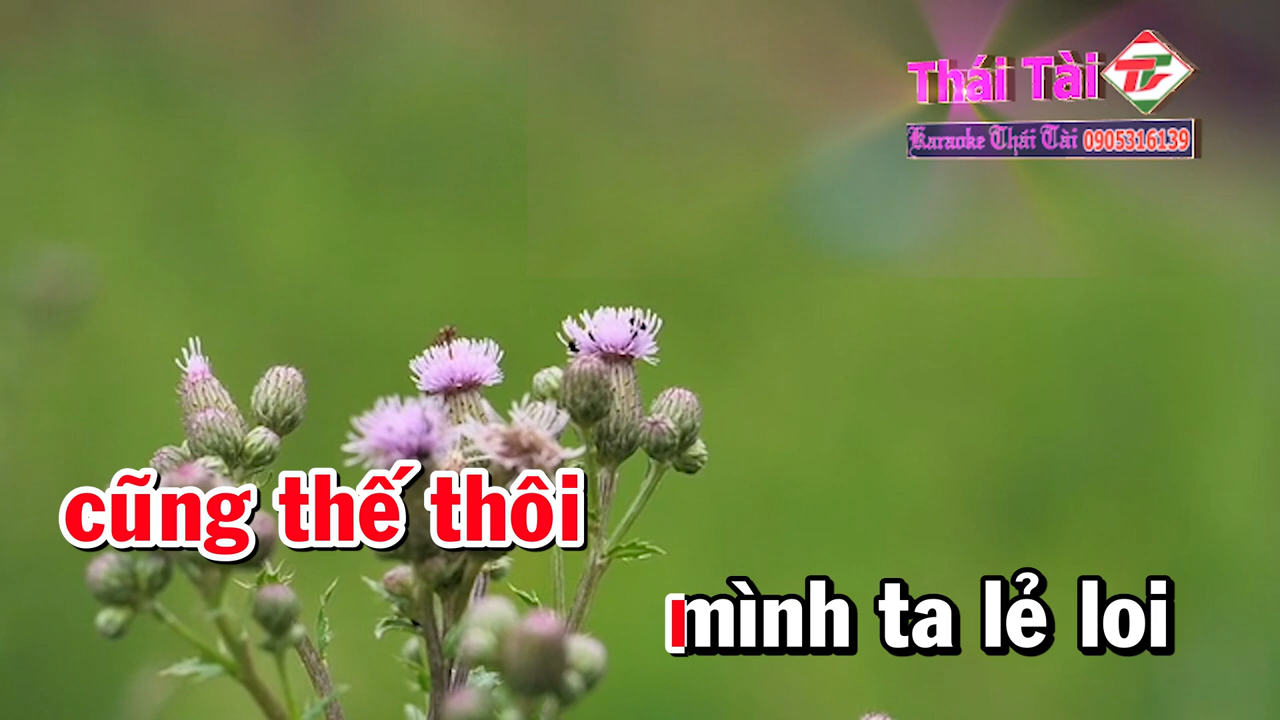 Thái Tài
Karaoke Thái Tài 0905316139
cũng thế thôi
mình ta lẻ loi